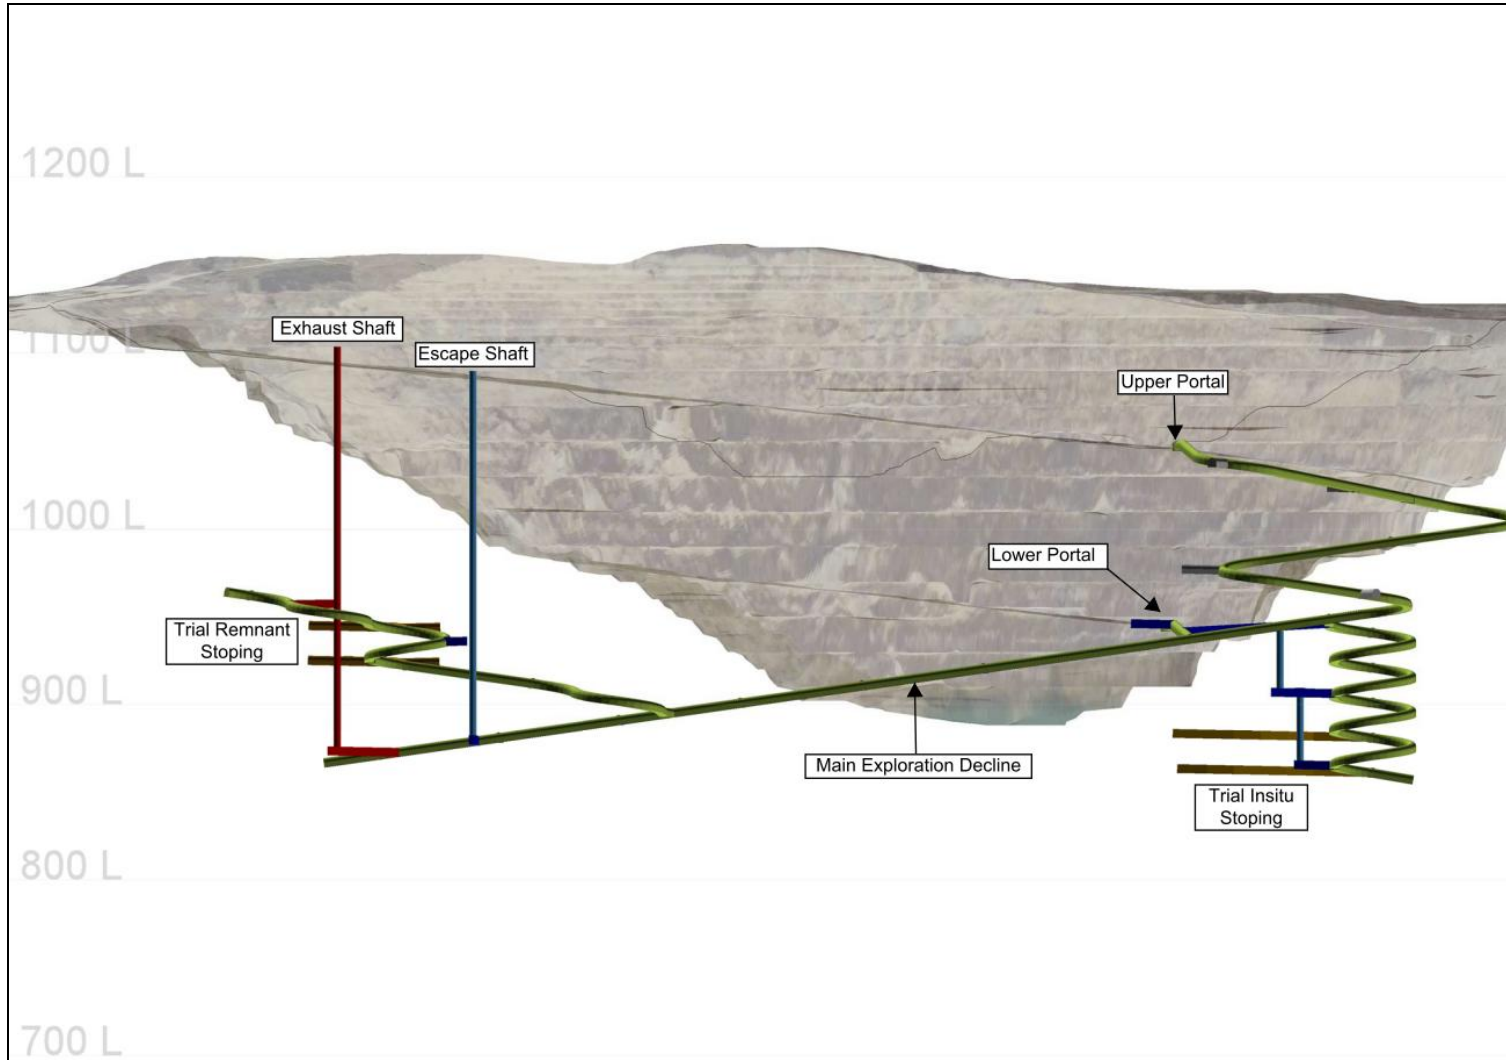 1200 L
Exhaust Shaft
1100 L
Escape Shaft
Upper Portal
1000 L
Lower Portal
Trial Remnant
Stoping
900 L
Main Exploration Decline
Trial Insitu
Stoping
800 L
700 L